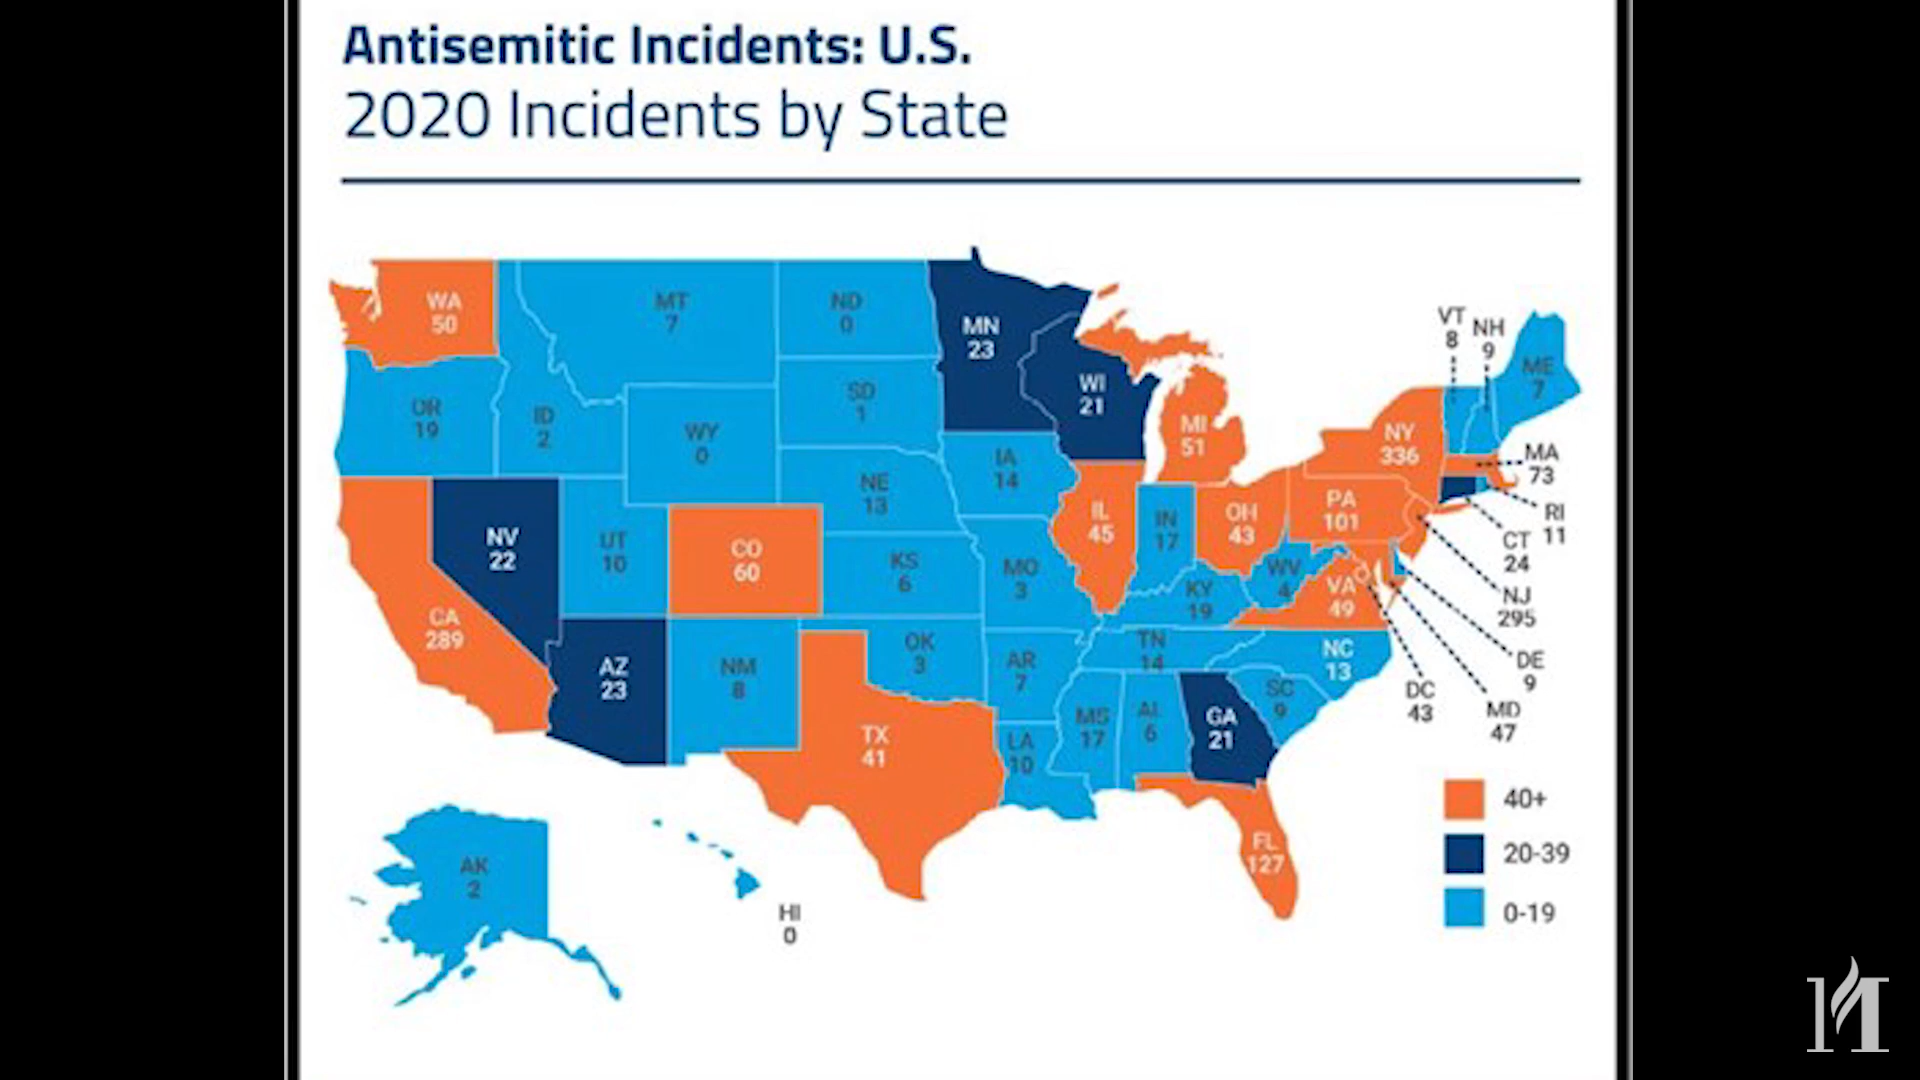 Antisemitic Incidents: U.S.
2020 Incidents by State
WA
50
MT
7
ND
0
MN
23
VT
8
NH
9
ME
7
OR
19
ID
2
WY
0
SD
1
WI
21
MI
51
NY
336
MA
73
NV
22
UT
10
CO
60
NE
13
IA
14
IL
45
IN
17
OH
43
PA
101
RI
11
CT
24
NJ
295
CA
289
KS
6
MO
3
KY
19
WV
4
VA
49
DE
9
MD
47
DC
43
AZ
23
NM
8
OK
3
AR
7
TN
14
NC
13
SC
9
TX
41
LA
10
MS
17
AL
6
GA
21
FL
127
AK
2
HI
0
40+
20-39
0-19